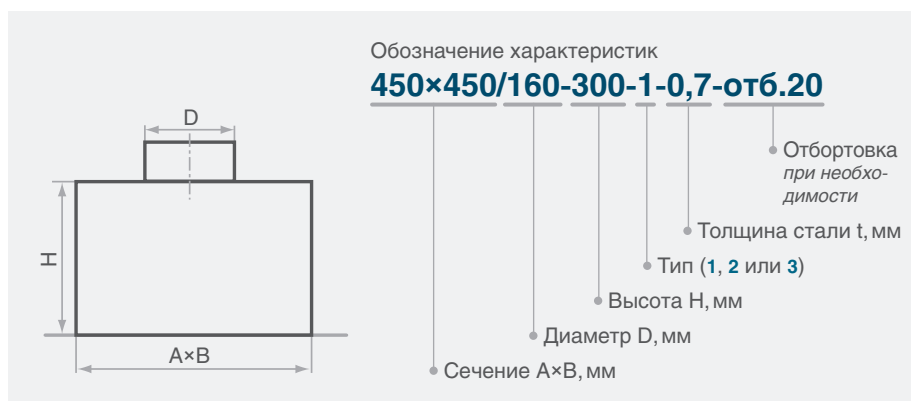 Обозначение характеристик
450×450/160-300-1-0,7-отб.20
D
H
A×B
Отбортовка
при необхо-
димости
Толщина стали t, мм
Тип (1, 2 или 3)
Высота H, мм
Диаметр D, мм
Сечение A×B, мм